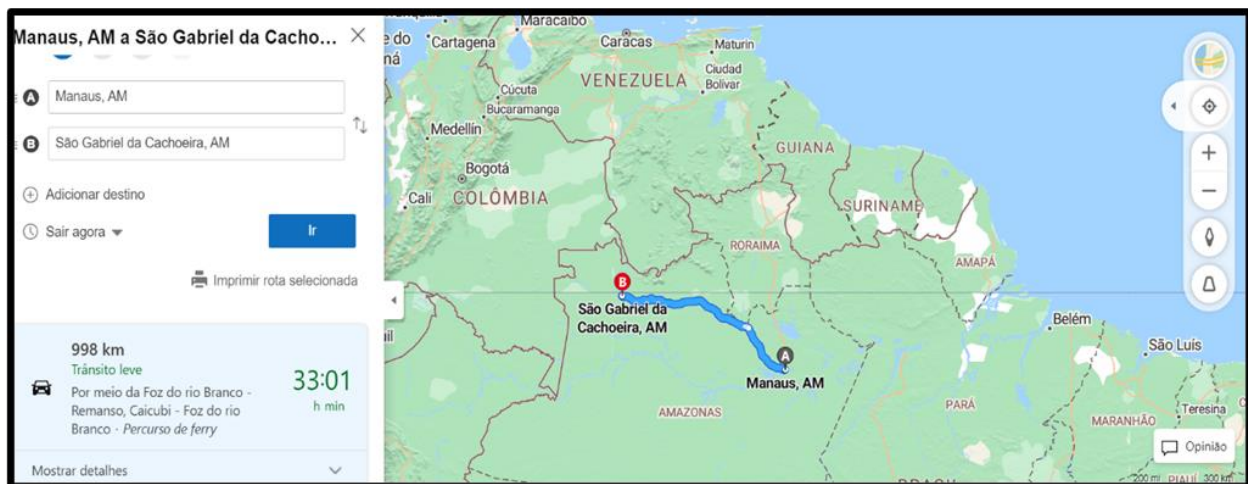 Manaus, AM a São Gabriel da Cacho...
A Manaus, AM
B São Gabriel da Cachoeira, AM
Adicionar destino
Sair agora
Ir
Imprimir rota selecionada
998 km
Trânsito leve
33:01
h min
Por meio da Foz do rio Branco -
Remanso, Caicubi - Foz do rio
Branco - Percurso de ferry
Mostrar detalhes
Maracaibo
Cartagena
Caracas
Maturin
Ciudad
Bolívar
VENEZUELA
Cúcuta
Bucaramanga
Medellín
Bogotá
Cali
COLÔMBIA
GUIANA
SURINAME
RORAIMA
AMAPÁ
B
São Gabriel da
Cachoeira, AM
A
Manaus, AM
AMAZONAS
Belém
São Luís
PARÁ
MARANHÃO
Teresina
Opinião
200 mi
PIAUÍ
300 km